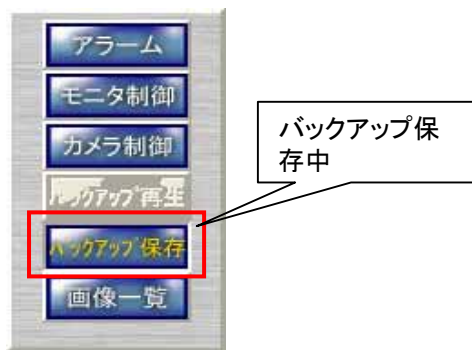 アラーム
モニタ制御
カメラ制御
バックアップ再生
バックアップ保存
画像一覧
バックアップ保
存中